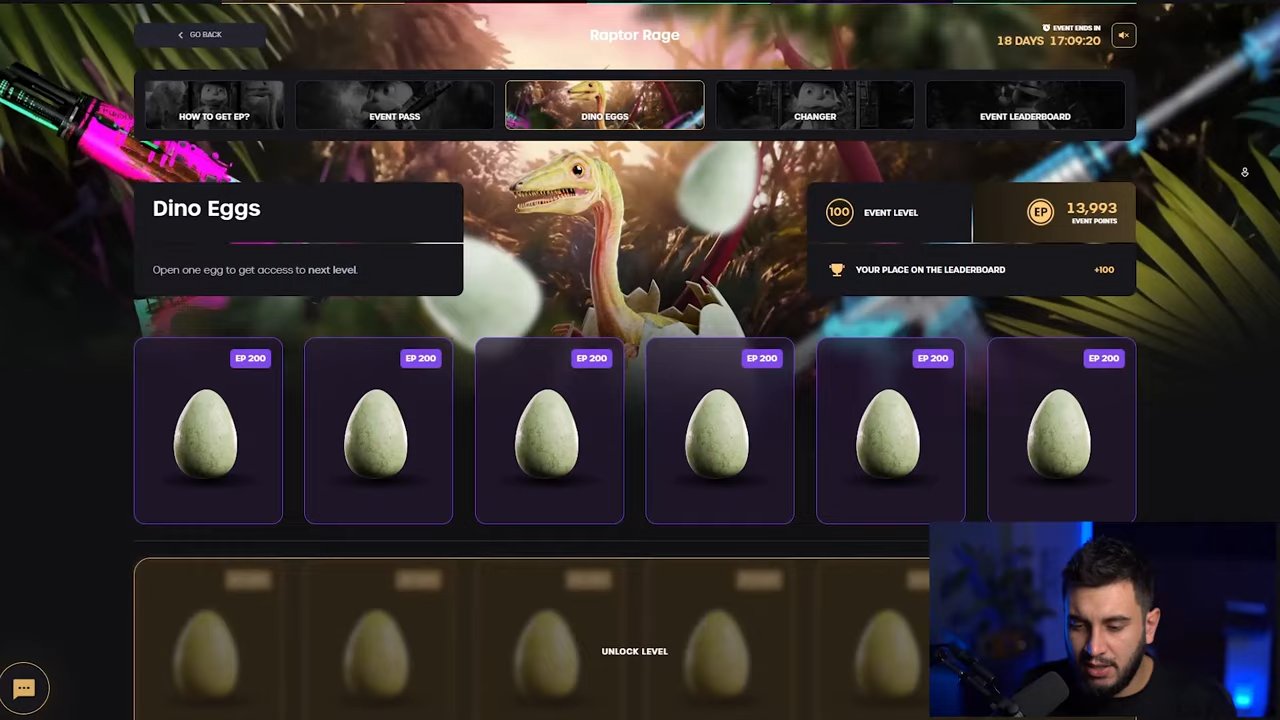 GO BACK
Raptor Rage
EVENT ENDS IN
18 DAYS 17:09:20
HOW TO GET EP?
EVENT PASS
DINO EGGS
CHANGER
EVENT LEADERBOARD
Dino Eggs
Open one egg to get access to next level.
100 EVENT LEVEL
EP 13,993
EVENT POINTS
YOUR PLACE ON THE LEADERBOARD +100
EP 200
EP 200
EP 200
EP 200
EP 200
EP 200
UNLOCK LEVEL